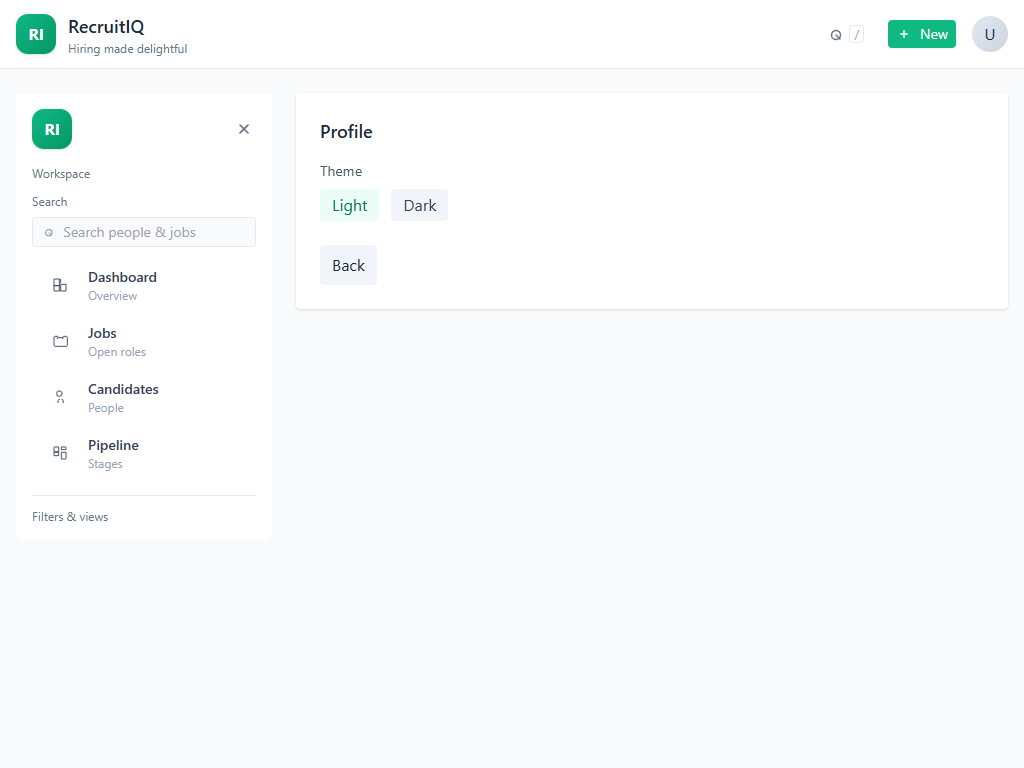 RI
RecruitIQ
Hiring made delightful
/
+ New
U
RI
Workspace
Search
Search people & jobs
Dashboard
Overview
Jobs
Open roles
Candidates
People
Pipeline
Stages
Filters & views
Profile
Theme
Light
Dark
Back